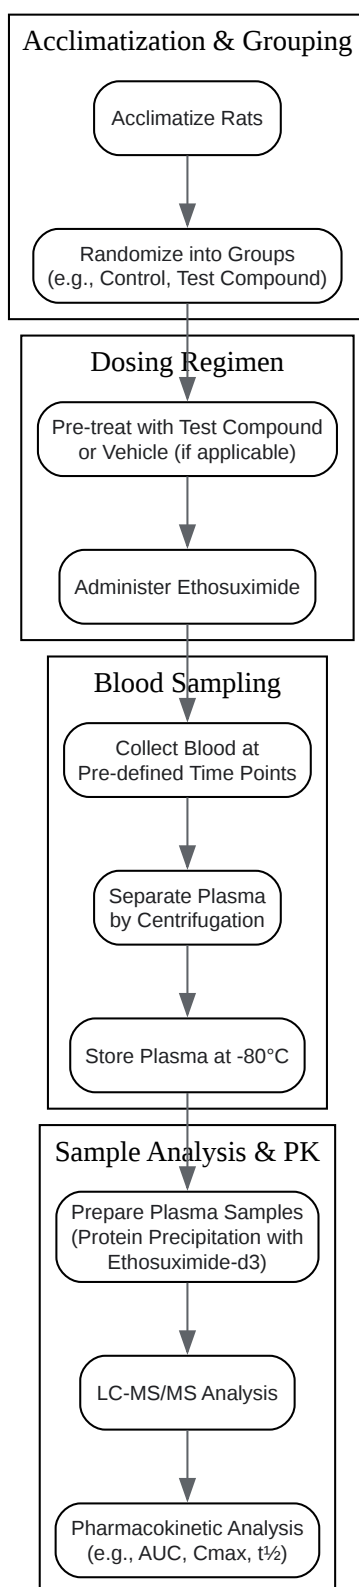 Acclimatization & Grouping
Acclimatize Rats
Randomize into Groups
(e.g., Control, Test Compound)
Dosing Regimen
Pre-treat with Test Compound
or Vehicle (if applicable)
Administer Ethosuximide
Blood Sampling
Collect Blood at
Pre-defined Time Points
Separate Plasma
by Centrifugation
Store Plasma at -80°C
Sample Analysis & PK
Prepare Plasma Samples
(Protein Precipitation with
Ethosuximide-d3)
LC-MS/MS Analysis
Pharmacokinetic Analysis
(e.g., AUC, Cmax, t½)